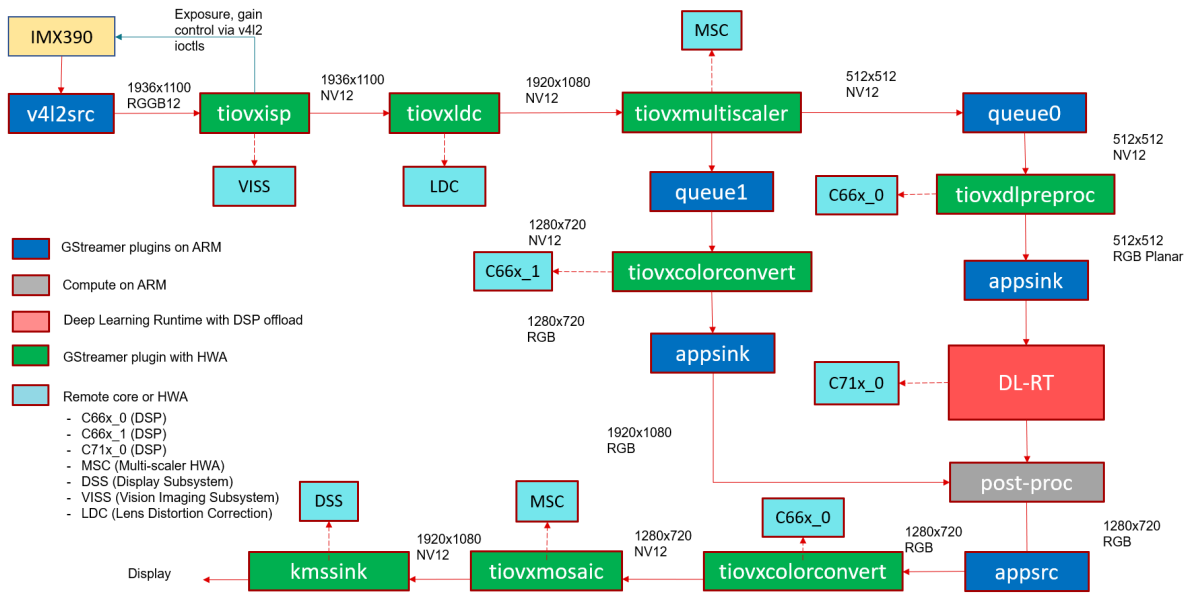 Exposure, gain
control via v4l2
ioctls
IMX390
MSC
1936x1100
RGGB12
1936x1100
NV12
1920x1080
NV12
512x512
NV12
v4l2src
tiovxisp
tiovxldc
tiovxmultiscaler
queue0
512x512
NV12
VISS
LDC
queue1
C66x_0
tiovxdlpreproc
1280x720
NV12
C66x_1
tiovxcolorconvert
512x512
RGB Planar
appsink
1280x720
RGB
appsink
C71x_0
DL-RT
1920x1080
RGB
post-proc
GStreamer plugins on ARM
Compute on ARM
Deep Learning Runtime with DSP offload
GStreamer plugin with HWA
Remote core or HWA
- C66x_0 (DSP)
- C66x_1 (DSP)
- C71x_0 (DSP)
- MSC (Multi-scaler HWA)
- DSS (Display Subsystem)
- VISS (Vision Imaging Subsystem)
- LDC (Lens Distortion Correction)
DSS
MSC
C66x_0
1920x1080
NV12
1280x720
NV12
1280x720
RGB
1280x720
RGB
Display
kmssink
tiovxmosaic
tiovxcolorconvert
appsrc